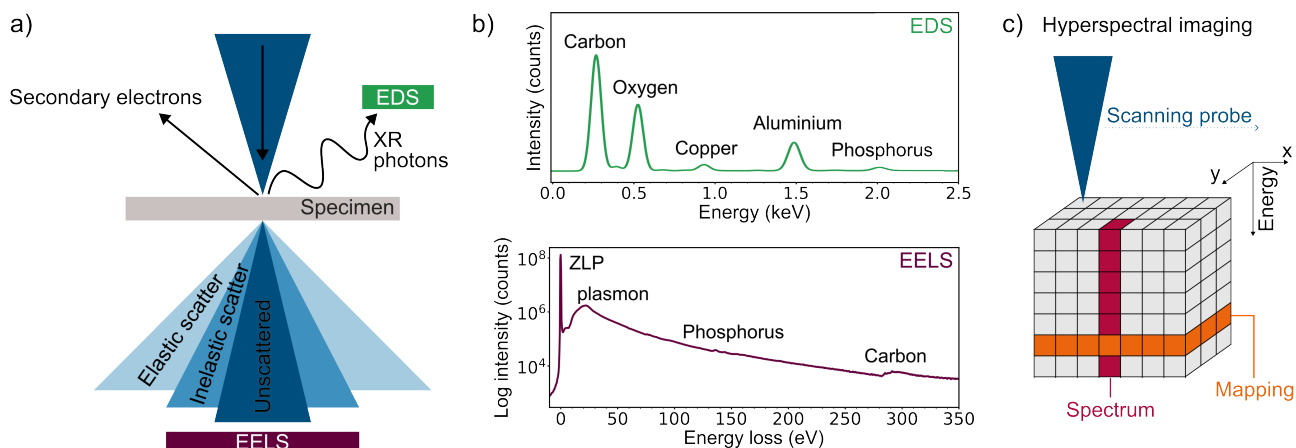 a)
Secondary electrons
EDS
XR
photons
Specimen
Elastic scatter
Inelastic scatter
Unscattered
EELS
b)
EDS
Intensity (counts)
Carbon
Oxygen
Copper
Aluminium
Phosphorus
0.0 0.5 1.0 1.5 2.0 2.5
Energy (keV)
EELS
Log intensity (counts)
10⁸
10⁶
10⁴
ZLP
plasmon
Phosphorus
Carbon
0 50 100 150 200 250 300 350
Energy loss (eV)
c) Hyperspectral imaging
Scanning probe
x
y
Energy
Mapping
Spectrum